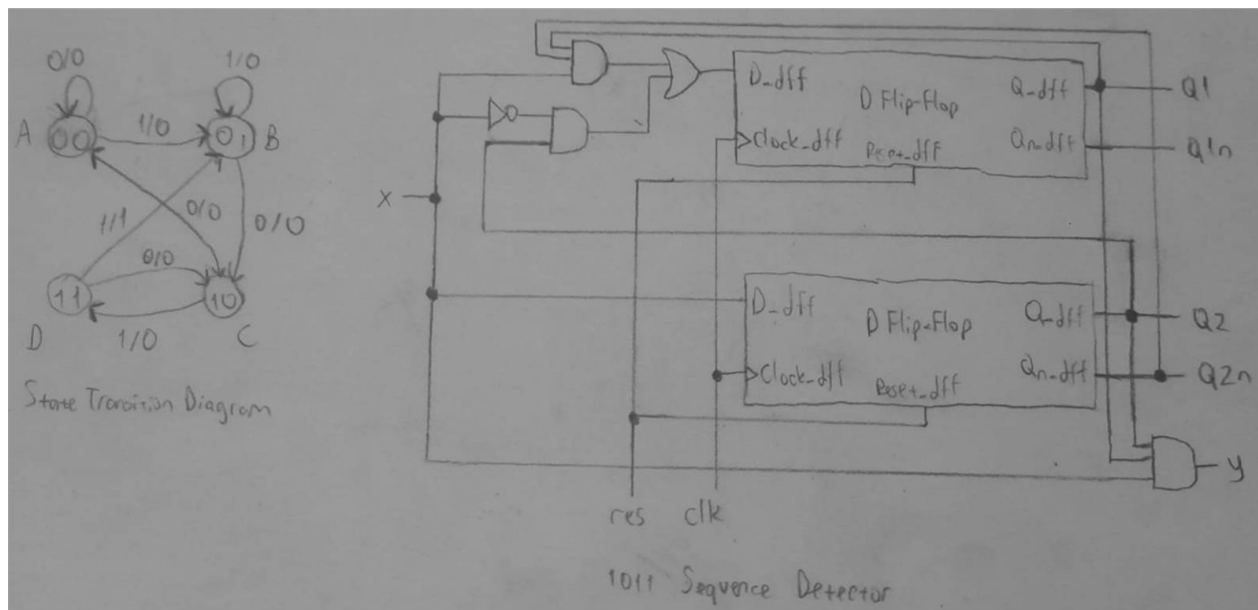 0/0
1/0
A
00
1/0
01
B
1/1
0/0
0/0
0/0
11
10
D
1/0
C
State Transition Diagram
D_dff
D Flip-Flop
Q_dff
Q1
Clock_dff
Reset_dff
Qn_dff
Q1n
x
D_dff
D Flip-Flop
Q_dff
Q2
Clock_dff
Reset_dff
Qn_dff
Q2n
y
res
clk
1011 Sequence Detector